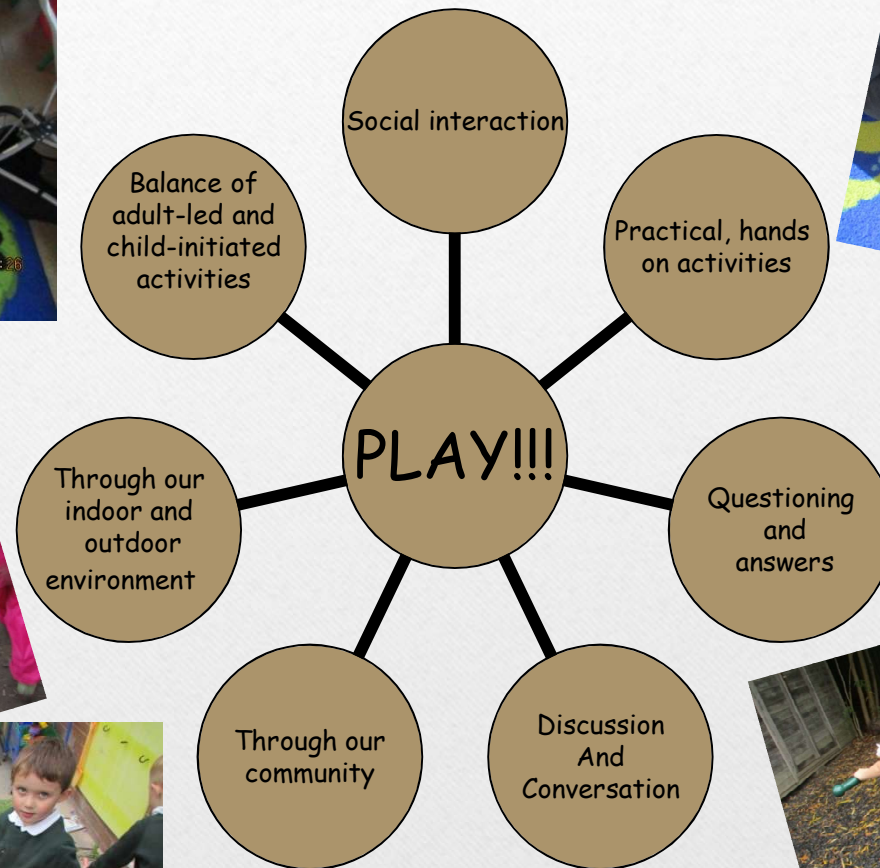 Social interaction
Balance of
adult-led and
child-initiated
activities
Practical, hands
on activities
PLAY!!!
Through our
indoor and
outdoor
environment
Questioning
and
answers
Through our
community
Discussion
And
Conversation